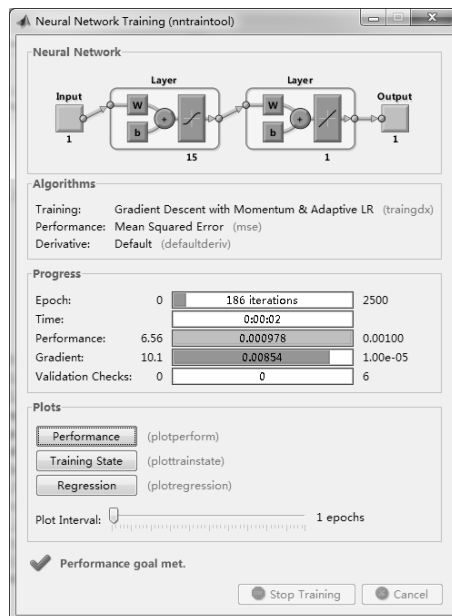 Neural Network Training (nntraintool)
Neural Network
Layer Layer
Input Output
W W
b b
+ +
1 15 1 1
Algorithms
Training: Gradient Descent with Momentum & Adaptive LR (traingdx)
Performance: Mean Squared Error (mse)
Derivative: Default (defaultderiv)
Progress
Epoch: 0 186 iterations 2500
Time: 0:00:02
Performance: 6.56 0.000978 0.00100
Gradient: 10.1 0.00854 1.00e-05
Validation Checks: 0 0 6
Plots
Performance (plotperform)
Training State (plottrainstate)
Regression (plotregression)
Plot Interval: 1 epochs
Performance goal met.
Stop Training Cancel